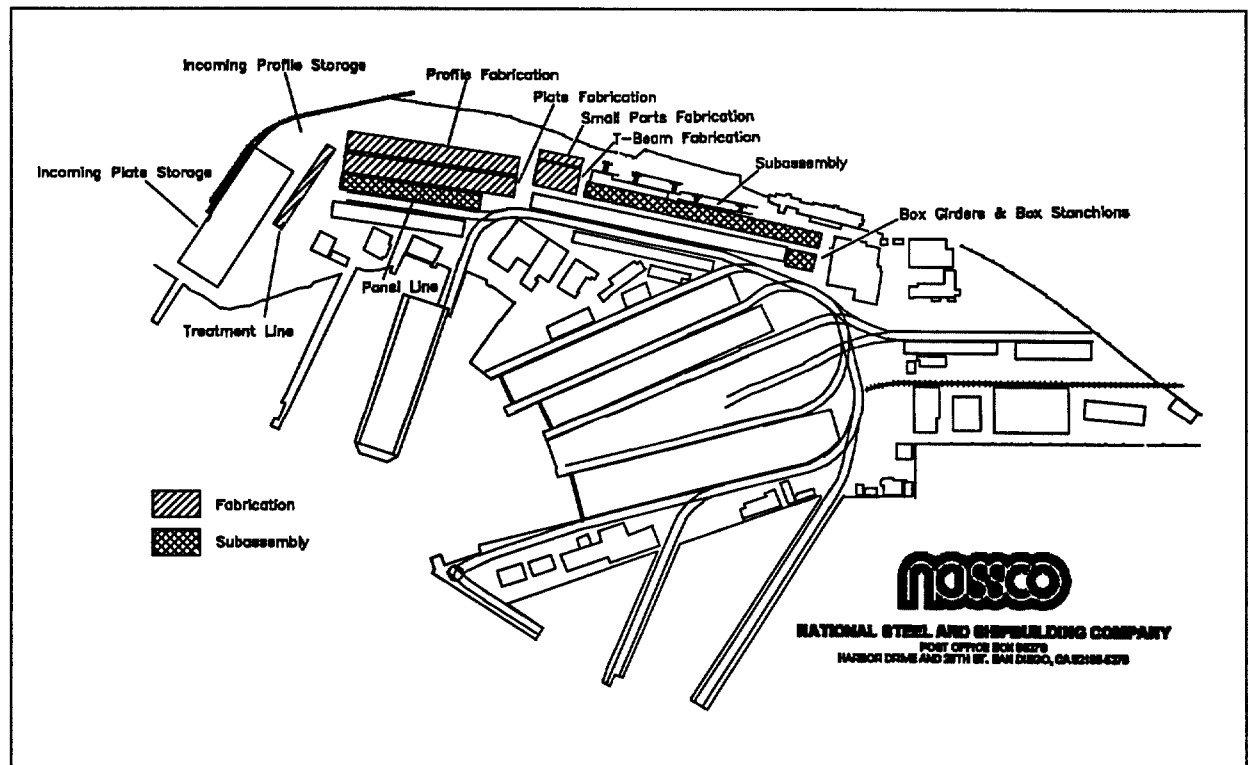 Incoming Profile Storage
Profile Fabrication
Plate Fabrication
Small Parts Fabrication
T-Beam Fabrication
Subassembly
Incoming Plate Storage
Box Girders & Box Stanchions
Panel Line
Treatment Line
Fabrication
Subassembly
nassco
NATIONAL STEEL AND SHIPBUILDING COMPANY
POST OFFICE BOX
HARBOR DRIVE AND 28TH ST. SAN DIEGO, CA